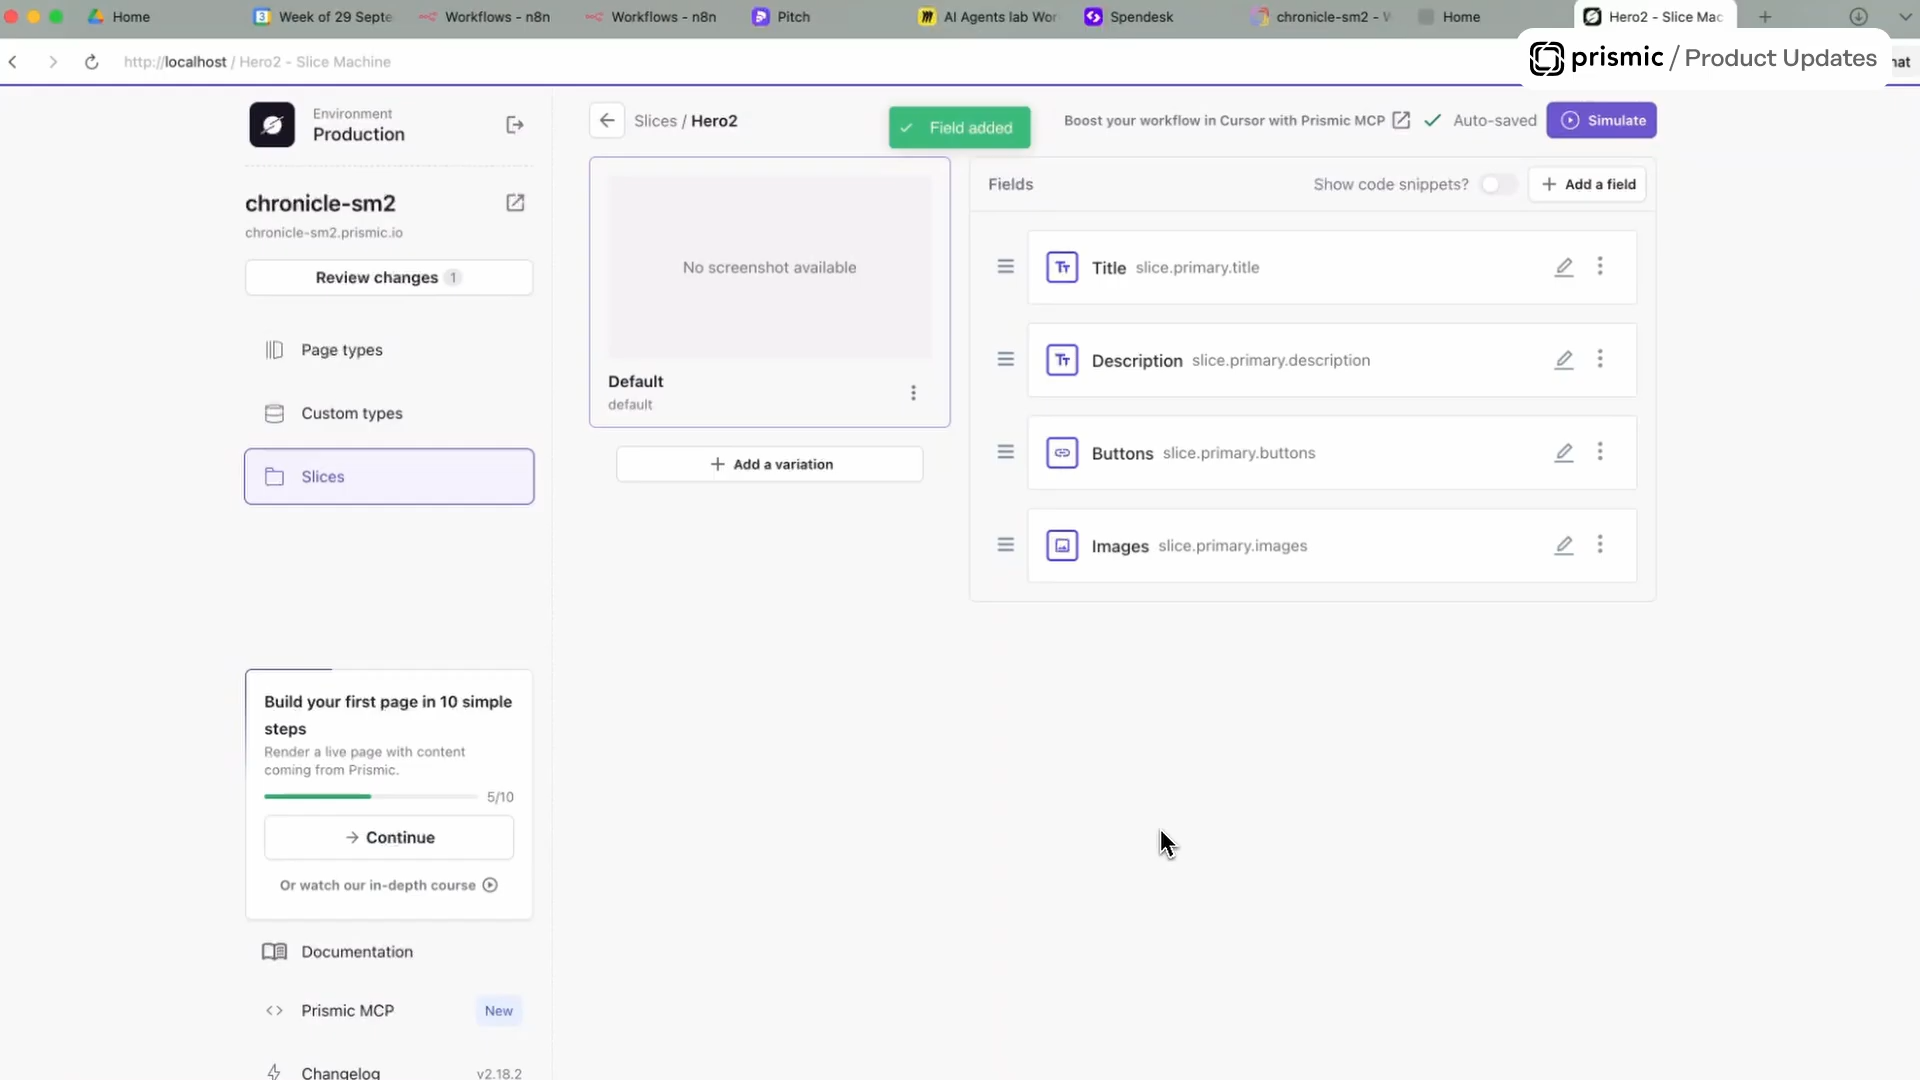 Home
Week of 29 Septe
Workflows - n8n
Workflows - n8n
Pitch
AI Agents lab Wor
Spendesk
chronicle-sm2 - W
Home
Hero2 - Slice Mac
http://localhost / Hero2 - Slice Machine
prismic / Product Updates
hat
Environment
Production
Slices / Hero2
Field added
Boost your workflow in Cursor with Prismic MCP
Auto-saved
Simulate
chronicle-sm2
chronicle-sm2.prismic.io
Review changes 1
Page types
Custom types
Slices
No screenshot available
Default
default
Add a variation
Fields
Show code snippets?
Add a field
Title slice.primary.title
Description slice.primary.description
Buttons slice.primary.buttons
Images slice.primary.images
Build your first page in 10 simple
steps
Render a live page with content
coming from Prismic.
5/10
Continue
Or watch our in-depth course
Documentation
Prismic MCP
New
Changelog
v2.18.2